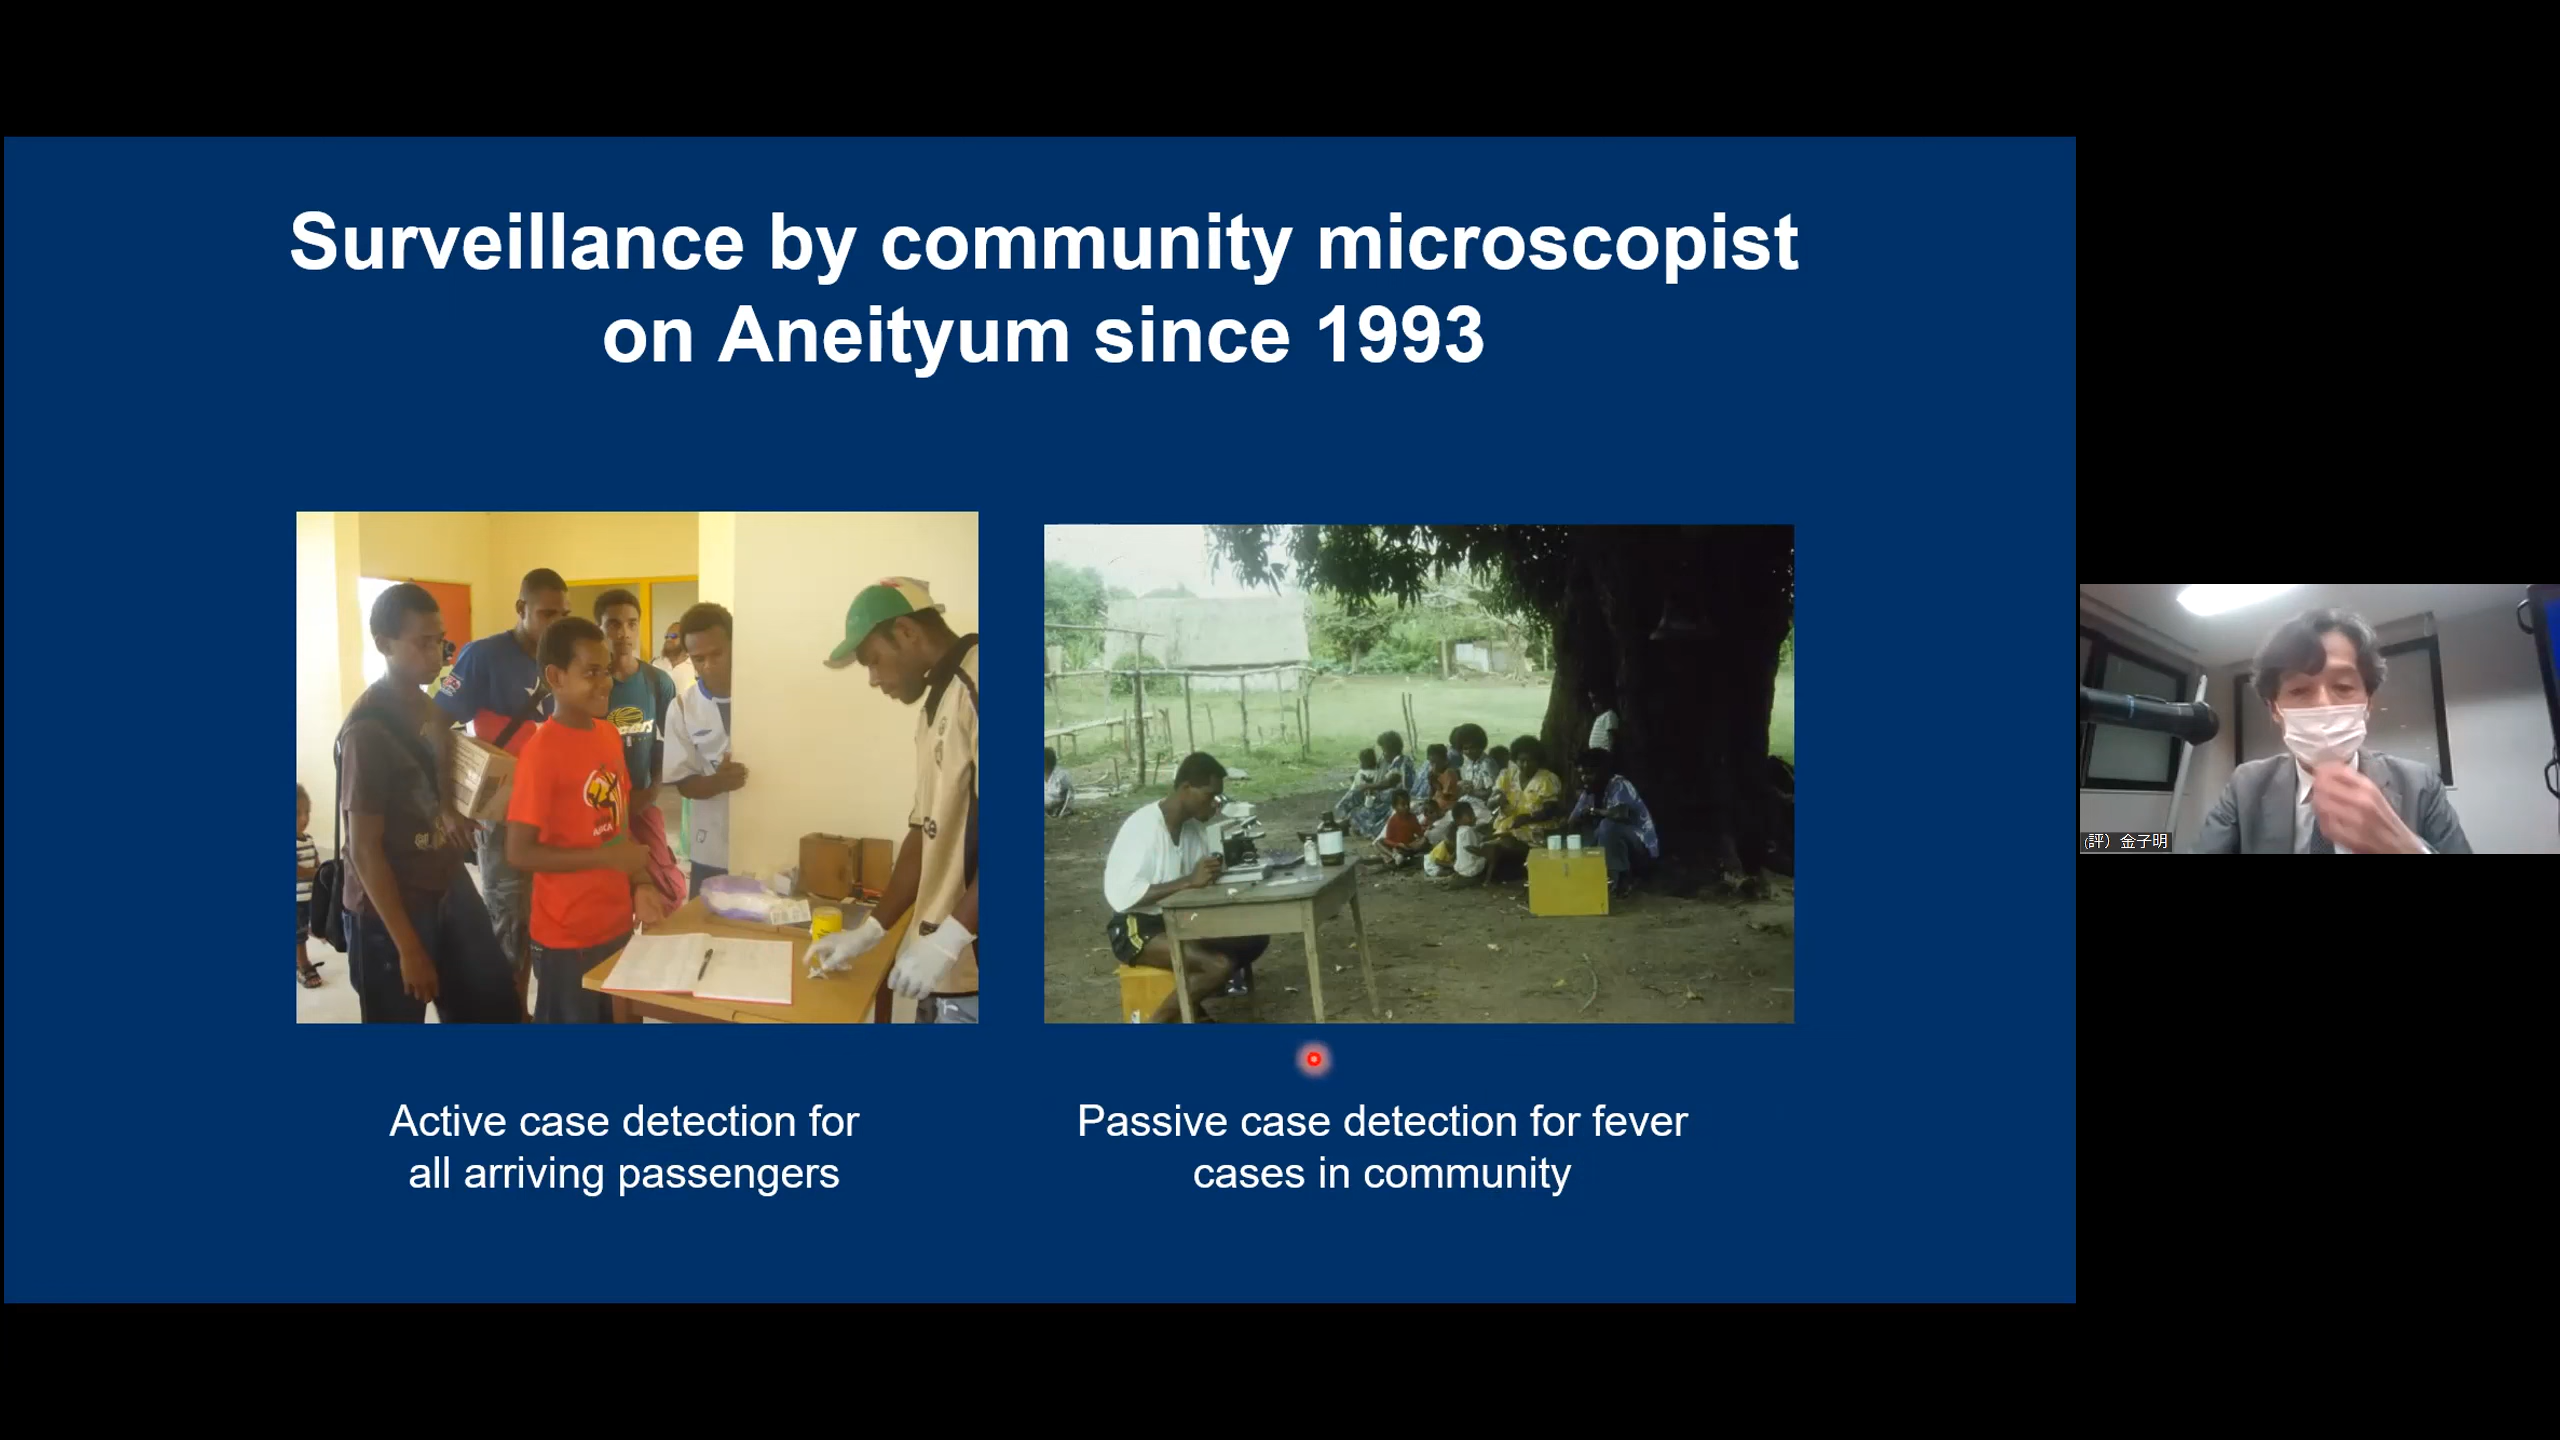 Surveillance by community microscopist
on Aneityum since 1993
Active case detection for
all arriving passengers
Passive case detection for fever
cases in community
(評）金子明